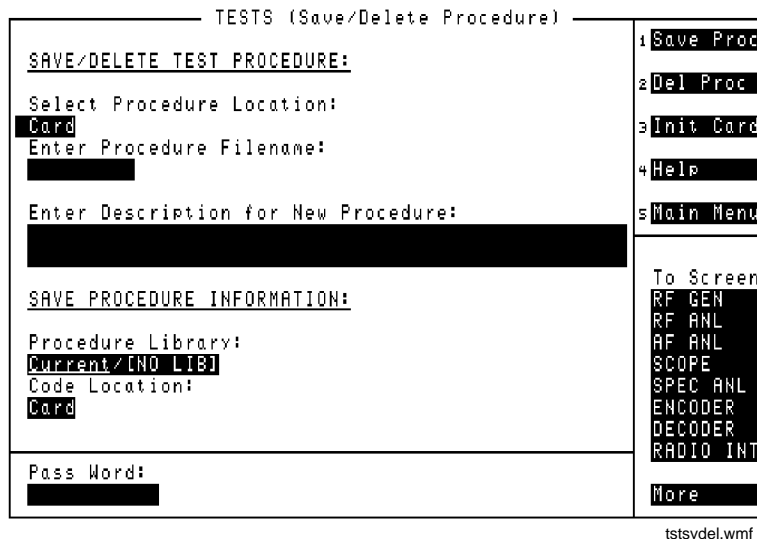 TESTS (Save/Delete Procedure)
SAVE/DELETE TEST PROCEDURE:
Select Procedure Location:
Card
Enter Procedure Filename:
Enter Description for New Procedure:
SAVE PROCEDURE INFORMATION:
Procedure Library:
Current/[NO LIB]
Code Location:
Card
Pass Word:
1 Save Proc
2 Del Proc
3 Init Card
4 Help
5 Main Menu
To Screen
RF GEN
RF ANL
AF ANL
SCOPE
SPEC ANL
ENCODER
DECODER
RADIO INT
More
tstsvdel.wmf